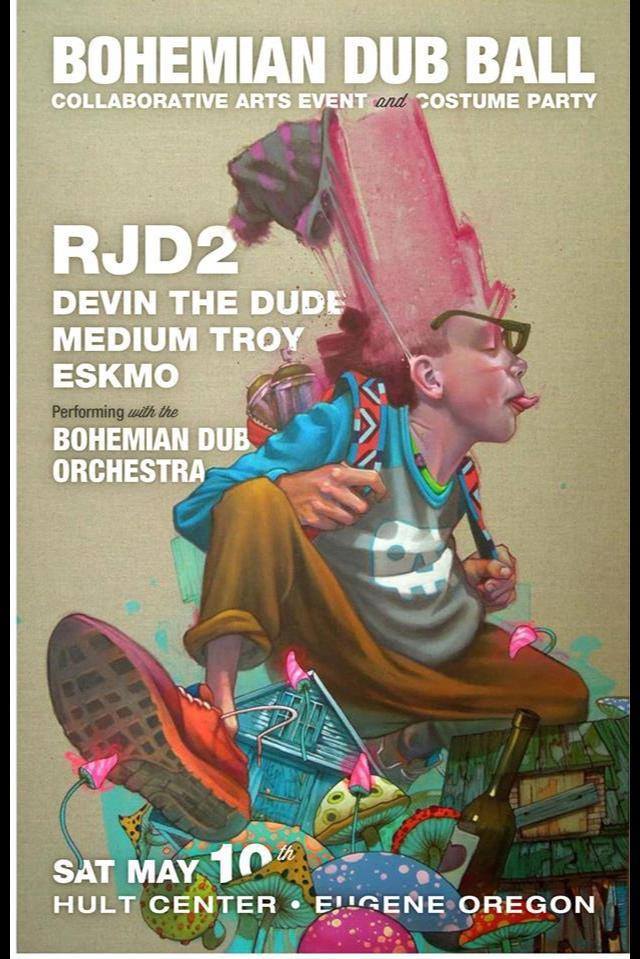 BOHEMIAN DUB BALL
COLLABORATIVE ARTS EVENT and COSTUME PARTY
RJD2
DEVIN THE DUDE
MEDIUM TROY
ESKMO
Performing with the
BOHEMIAN DUB
ORCHESTRA
SAT MAY 10th
HULT CENTER • EUGENE OREGON